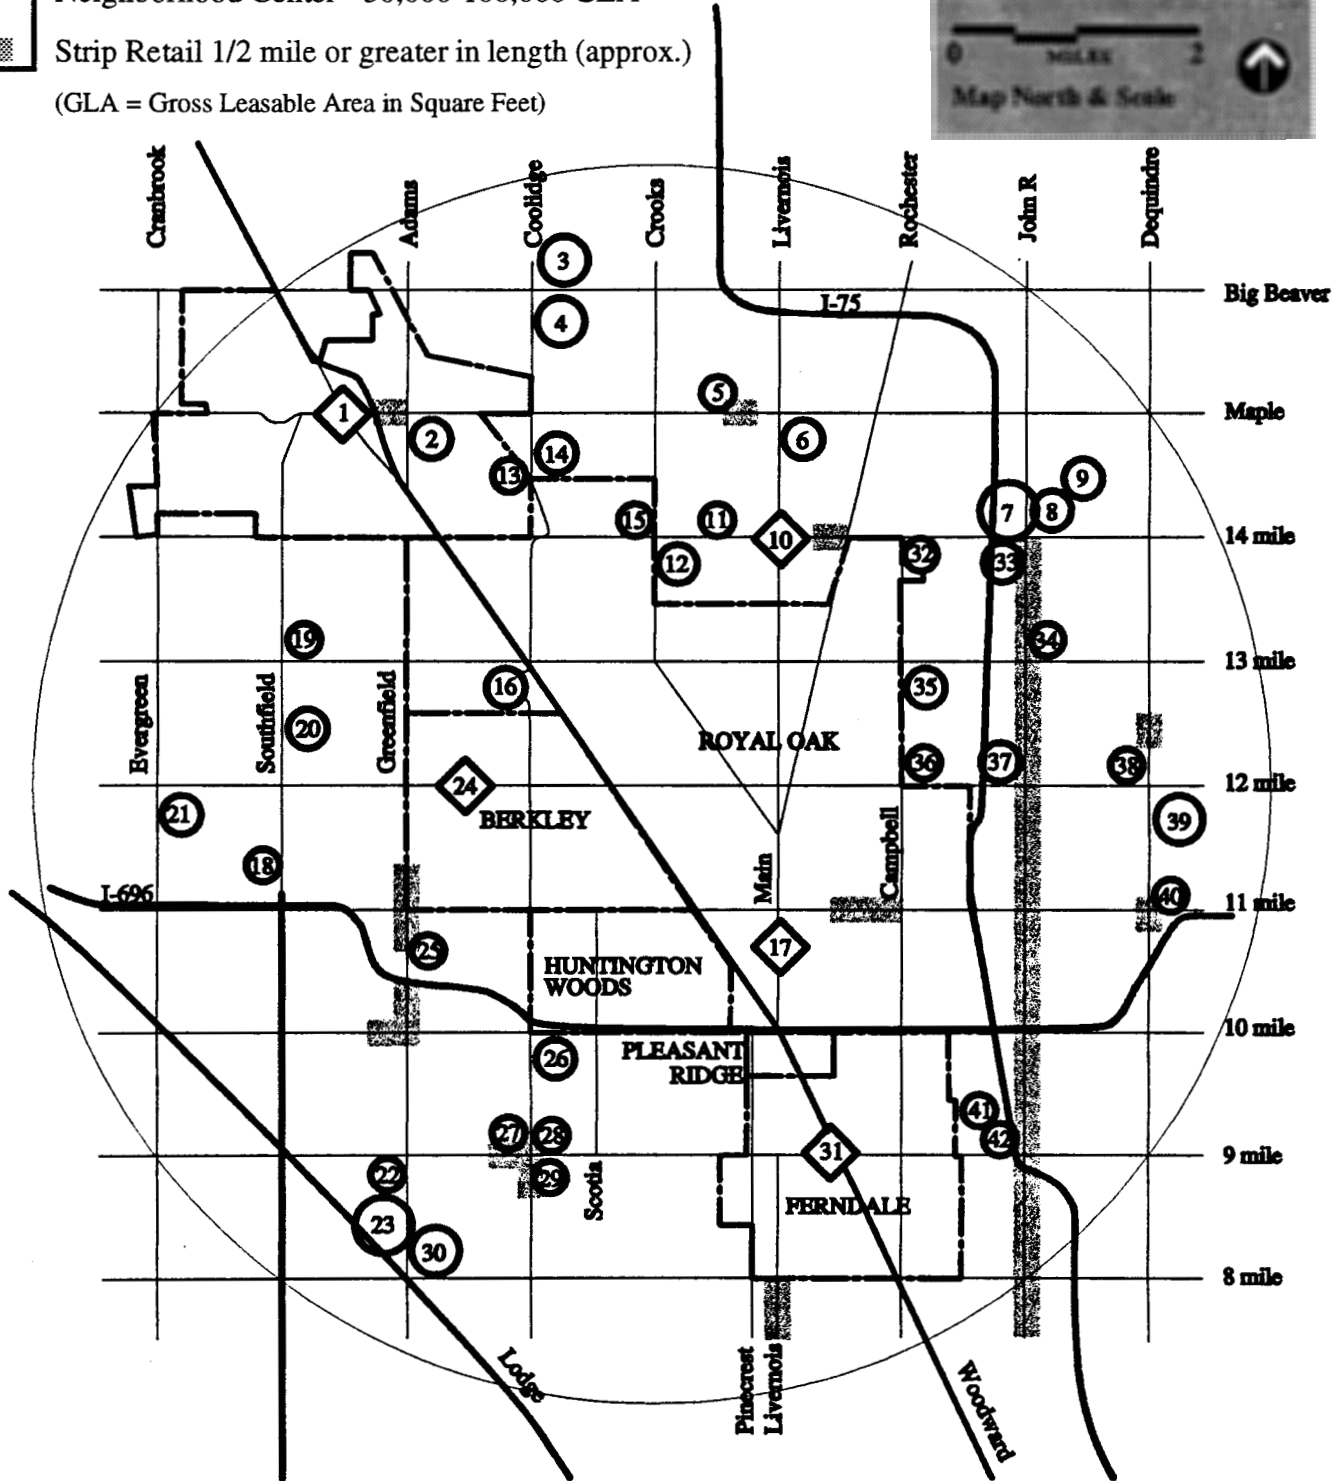 Neighborhood Center - 30,000-100,000 GLA
Strip Retail 1/2 mile or greater in length (approx.)
(GLA = Gross Leasable Area in Square Feet)
0 MILES 2
Map North & Scale
Cranbrook
Adams
Coolidge
Crooks
Livernois
Rochester
John R
Dequindre
3
Big Beaver
I-75
4
5
Maple
1
2
6
14
13
9
7
8
15
11
10
14 mile
32
12
33
19
34
13 mile
Evergreen
Southfield
Greenfield
16
35
20
ROYAL OAK
36
37
38
24
12 mile
21
BERKLEY
39
18
Main
Campbell
I-696
40
11 mile
25
17
HUNTINGTON
WOODS
10 mile
26
PLEASANT
RIDGE
41
27
28
42
31
9 mile
22
29
Scotia
23
30
FERNDALE
8 mile
Lodge
Pinecrest
Livernois
Woodward